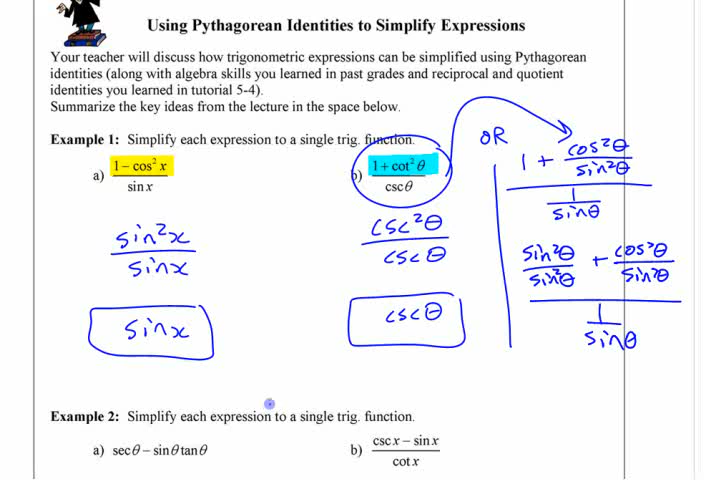 Using Pythagorean Identities to Simplify Expressions
Your teacher will discuss how trigonometric expressions can be simplified using Pythagorean
identities (along with algebra skills you learned in past grades and reciprocal and quotient
identities you learned in tutorial 5-4).
Summarize the key ideas from the lecture in the space below.
Example 1: Simplify each expression to a single trig. function.
a) (1 − cos² x)/(sin x)
sin²x/sinx
sinx
b) (1 + cot² θ)/(csc θ)
csc²θ/cscθ
cscθ
OR
(1 + cos²θ/sin²θ)/(1/sinθ)
(sin²θ/sin²θ + cos²θ/sin²θ)/(1/sinθ)
Example 2: Simplify each expression to a single trig. function.
a) secθ − sinθ tanθ
b) (csc x − sin x)/(cot x)